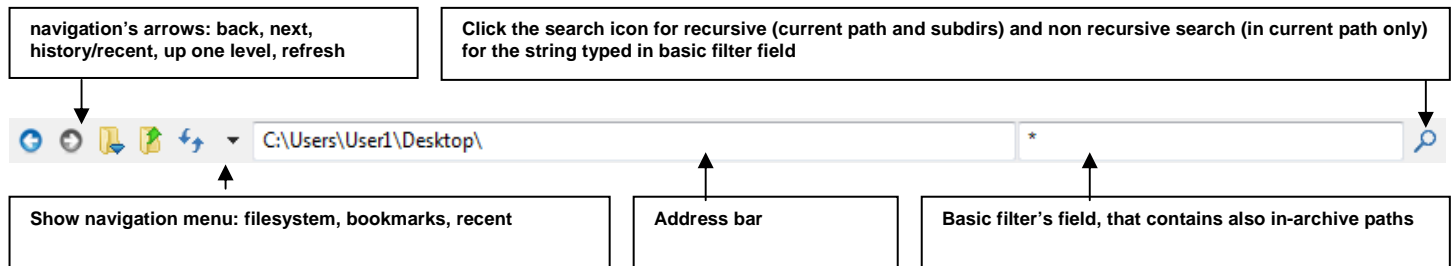 navigation's arrows: back, next,
history/recent, up one level, refresh
Click the search icon for recursive (current path and subdirs) and non recursive search (in current path only)
for the string typed in basic filter field
C:\Users\User1\Desktop\
*
Show navigation menu: filesystem, bookmarks, recent
Address bar
Basic filter's field, that contains also in-archive paths